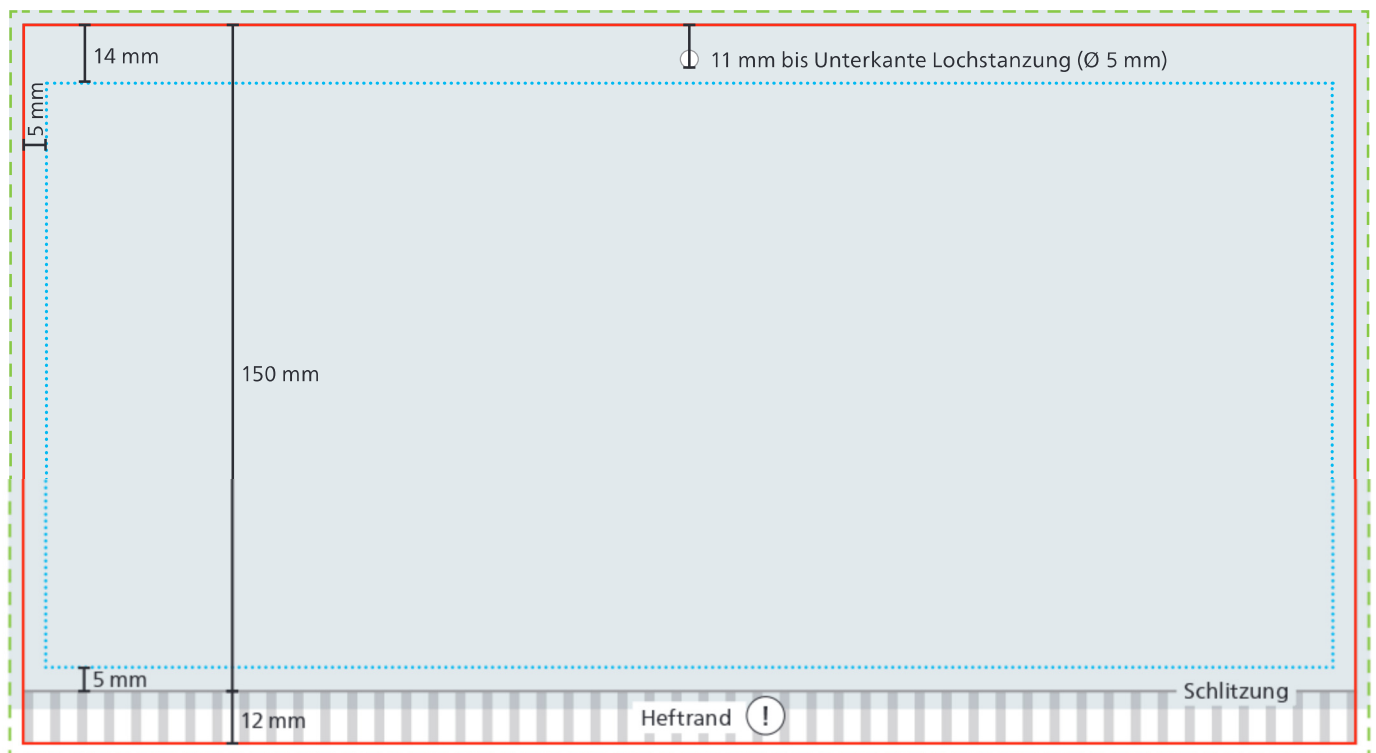 14 mm
11 mm bis Unterkante Lochstanzung (Ø 5 mm)
5 mm
150 mm
5 mm
Schlitzung
12 mm
Heftrand !